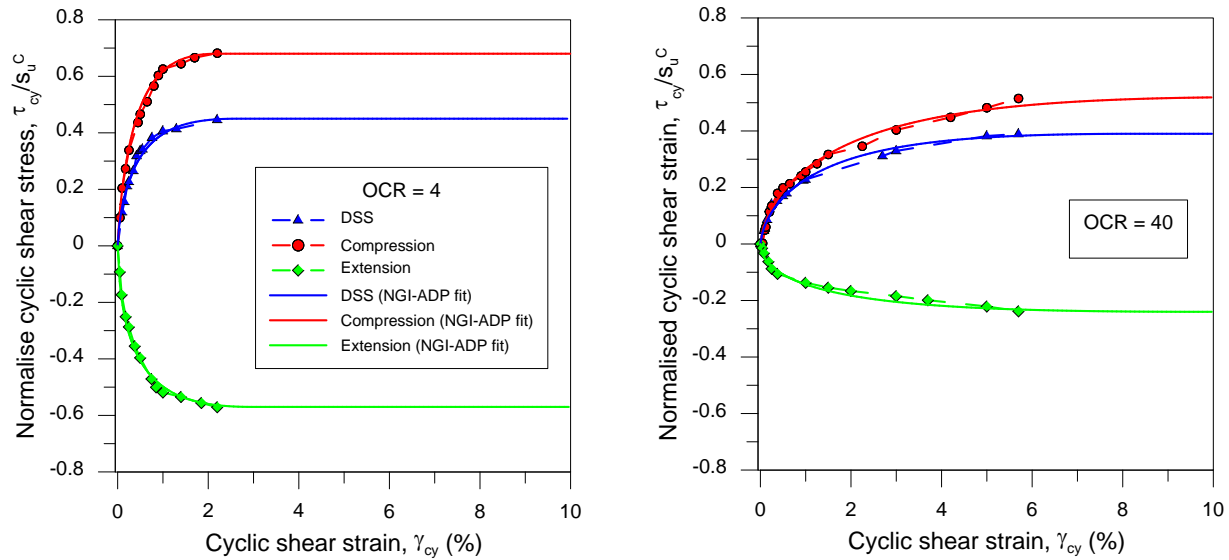 Normalise cyclic shear stress, τcy/suC
0.8
0.6
0.4
0.2
0
-0.2
-0.4
-0.6
-0.8
OCR = 4
DSS
Compression
Extension
DSS (NGI-ADP fit)
Compression (NGI-ADP fit)
Extension (NGI-ADP fit)
0 2 4 6 8 10
Cyclic shear strain, γcy (%)
Normalised cyclic shear strain, τcy/suC
0.8
0.6
0.4
0.2
0
-0.2
-0.4
-0.6
-0.8
OCR = 40
0 2 4 6 8 10
Cyclic shear strain, γcy (%)